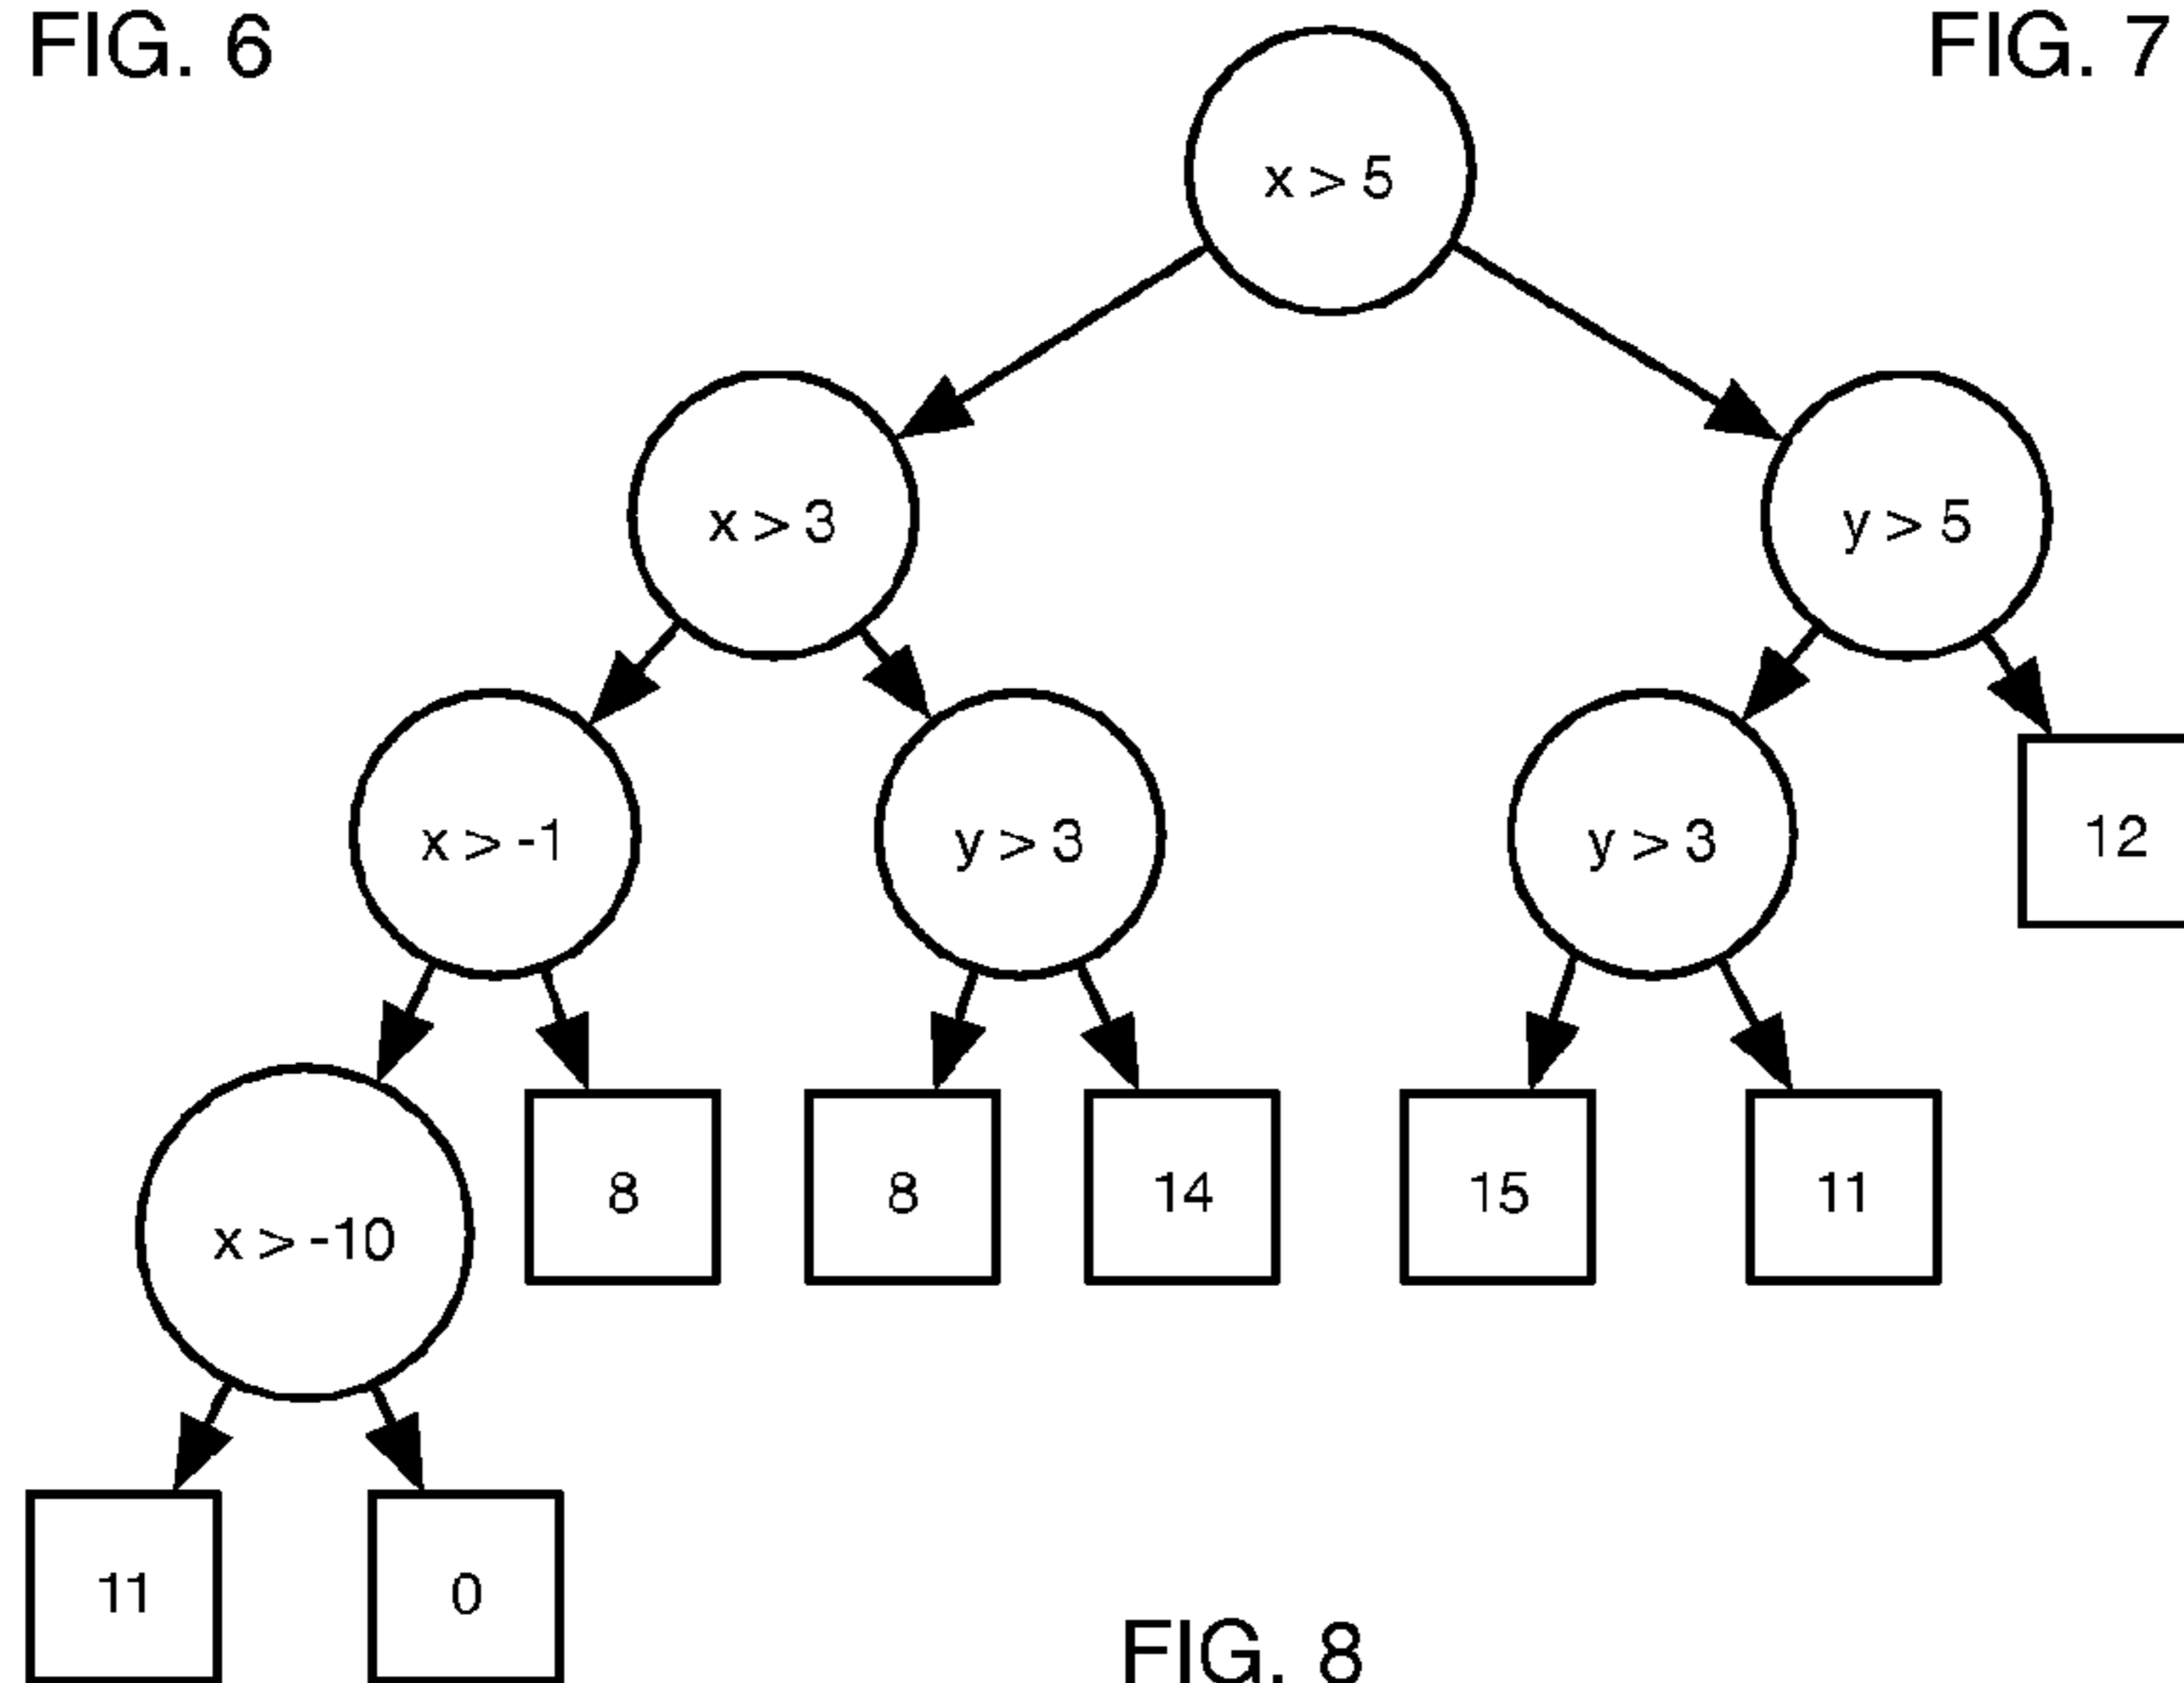 FIG. 6
FIG. 7
x > 5
x > 3
y > 5
x > -1
y > 3
y > 3
12
x > -10
8
8
14
15
11
11
0
FIG. 8